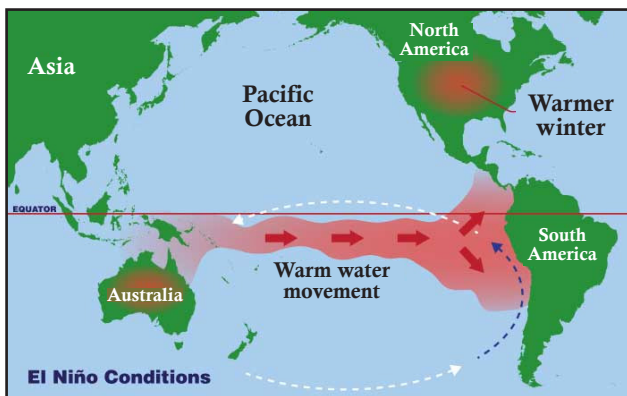 North
America
Asia
Pacific
Ocean
Warmer
winter
EQUATOR
South
America
Warm water
movement
Australia
El Niño Conditions